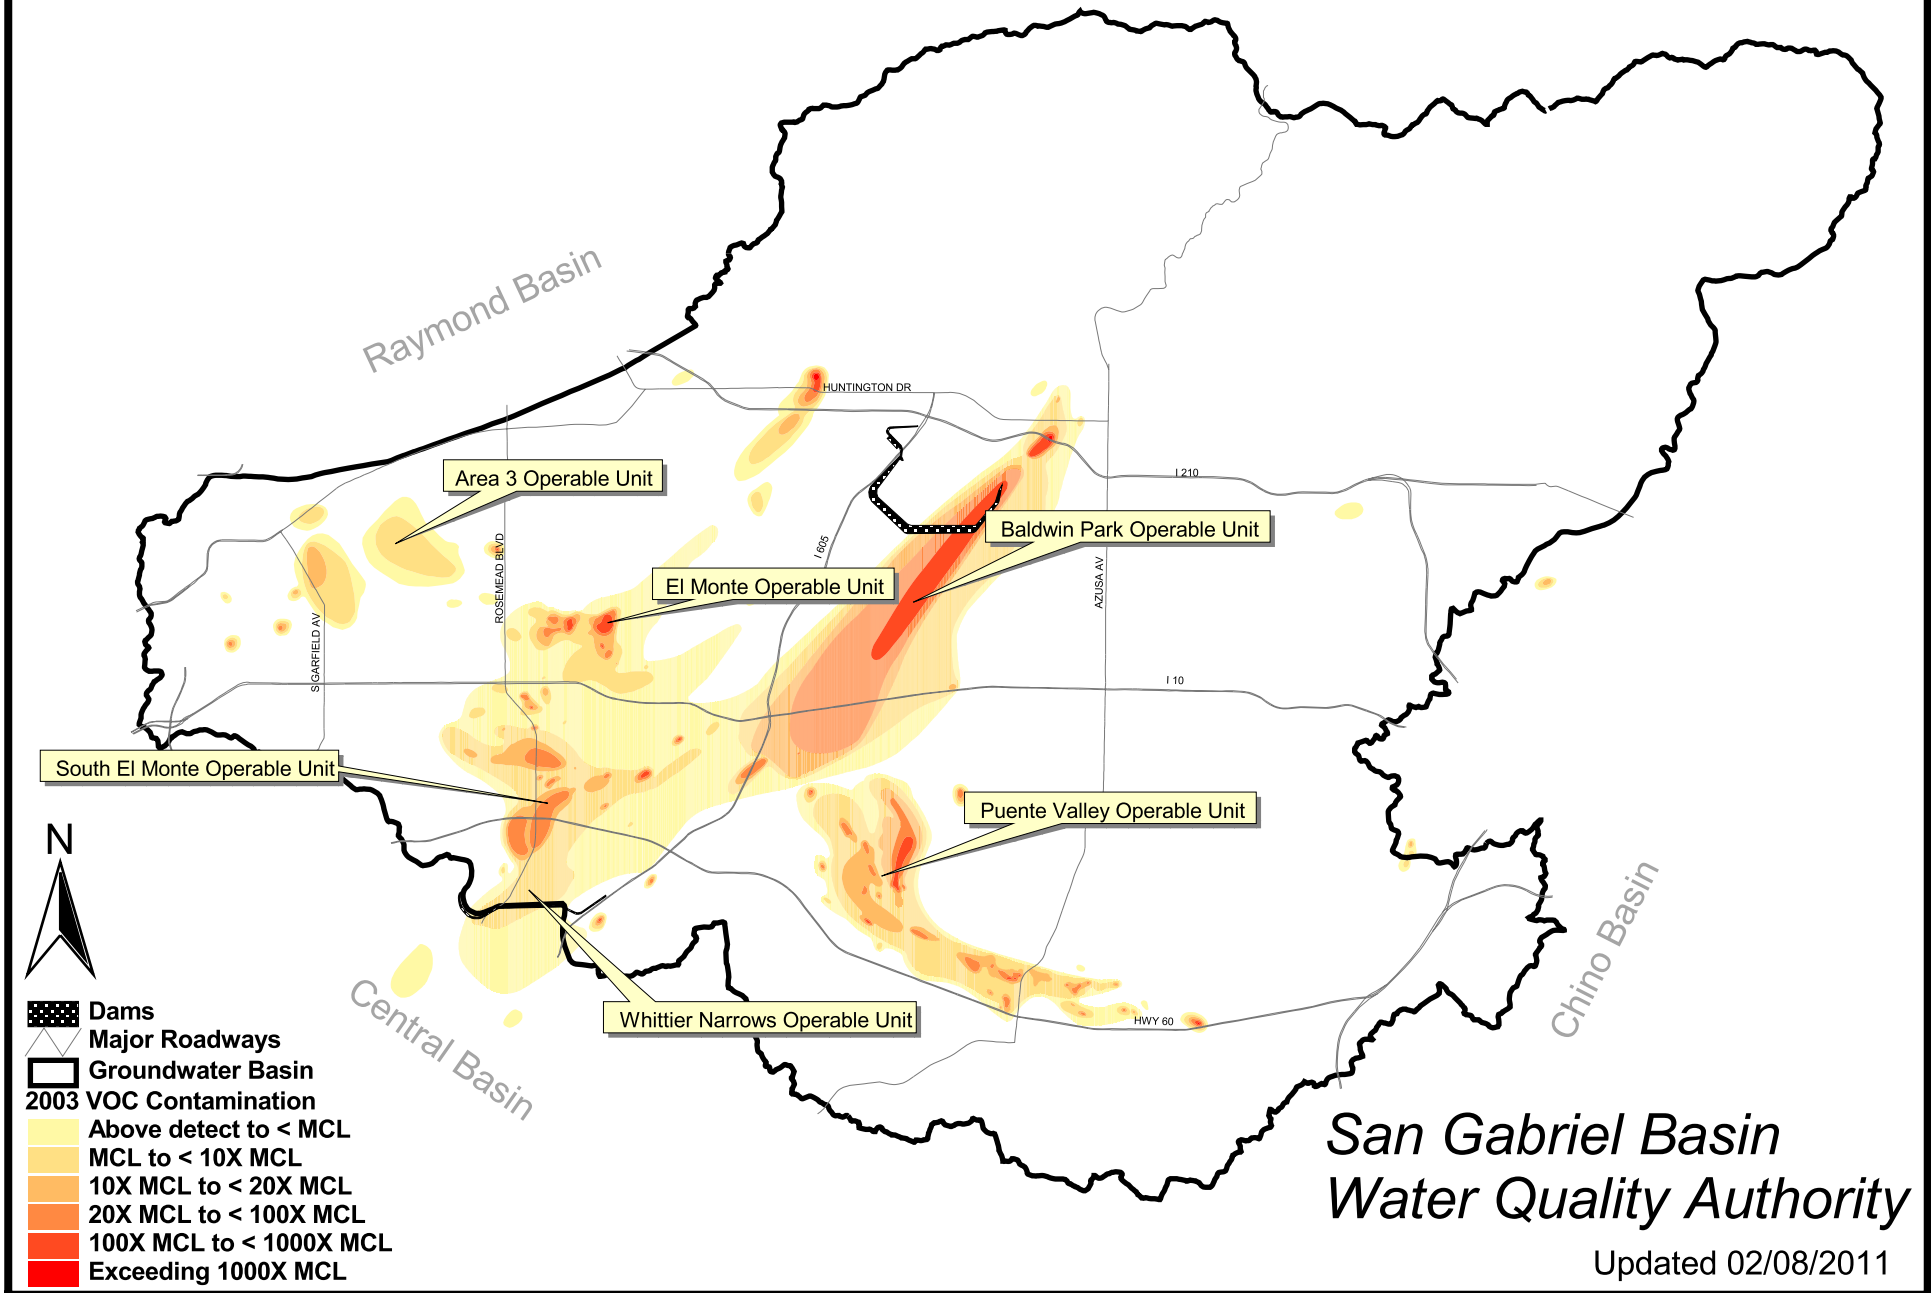 Raymond Basin
HUNTINGTON DR
Area 3 Operable Unit
I 210
Baldwin Park Operable Unit
I 605
ROSEMEAD BLVD
El Monte Operable Unit
AZUSA AV
S GARFIELD AV
I 10
South El Monte Operable Unit
Puente Valley Operable Unit
N
Chino Basin
Central Basin
Whittier Narrows Operable Unit
HWY 60
Dams
Major Roadways
Groundwater Basin
2003 VOC Contamination
Above detect to < MCL
MCL to < 10X MCL
10X MCL to < 20X MCL
20X MCL to < 100X MCL
100X MCL to < 1000X MCL
Exceeding 1000X MCL
San Gabriel Basin
Water Quality Authority
Updated 02/08/2011